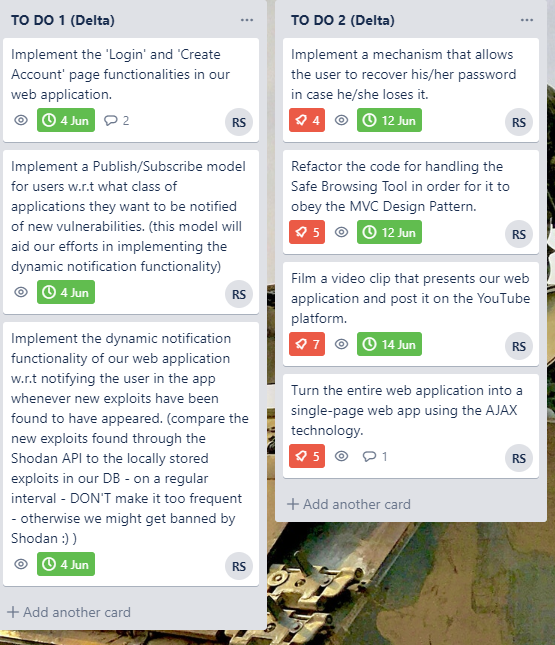 TO DO 1 (Delta)
Implement the 'Login' and 'Create
Account' page functionalities in our
web application.
4 Jun 2
RS
Implement a Publish/Subscribe model
for users w.r.t what class of
applications they want to be notified
of new vulnerabilities. (this model will
aid our efforts in implementing the
dynamic notification functionality)
4 Jun
RS
Implement the dynamic notification
functionality of our web application
w.r.t notifying the user in the app
whenever new exploits have been
found to have appeared. (compare the
new exploits found through the
Shodan API to the locally stored
exploits in our DB - on a regular
interval - DON'T make it too frequent
- otherwise we might get banned by
Shodan :) )
4 Jun
RS
+ Add another card
TO DO 2 (Delta)
Implement a mechanism that allows
the user to recover his/her password
in case he/she loses it.
4 12 Jun
RS
Refactor the code for handling the
Safe Browsing Tool in order for it to
obey the MVC Design Pattern.
5 12 Jun
RS
Film a video clip that presents our web
application and post it on the YouTube
platform.
7 14 Jun
RS
Turn the entire web application into a
single-page web app using the AJAX
technology.
5 1
RS
+ Add another card